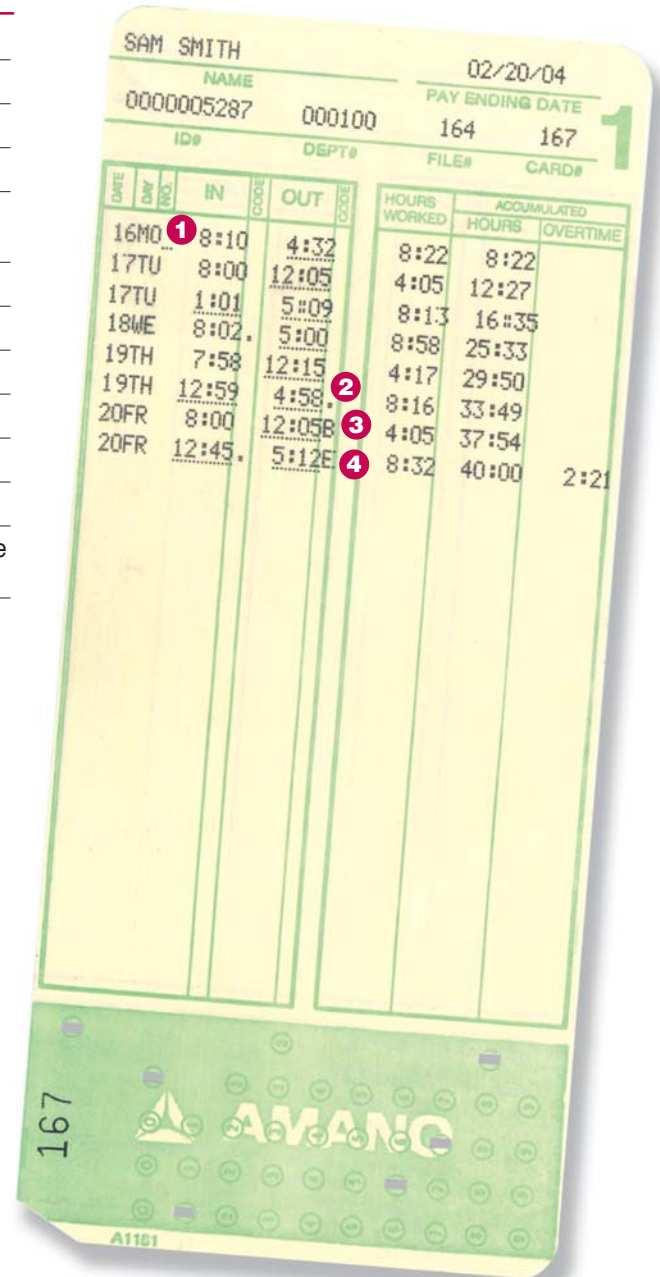 SAM SMITH 02/20/04
NAME PAY ENDING DATE
0000005287 000100 164 167 1
ID# DEPT# FILE# CARD#
DATE DAY NO. IN CODE OUT CODE HOURS WORKED ACCUMULATED HOURS OVERTIME
16MO 1 8:10 4:32 8:22 8:22
17TU 8:00 12:05 4:05 12:27
17TU 1:01 5:09 8:13 16:35
18WE 8:02. 5:00 8:58 25:33
19TH 7:58 12:15 4:17 29:50
19TH 12:59 4:58. 2 8:16 33:49
20FR 8:00 12:05B 3 4:05 37:54
20FR 12:45. 5:12E 4 8:32 40:00 2:21
e
167
AMANO
A1161